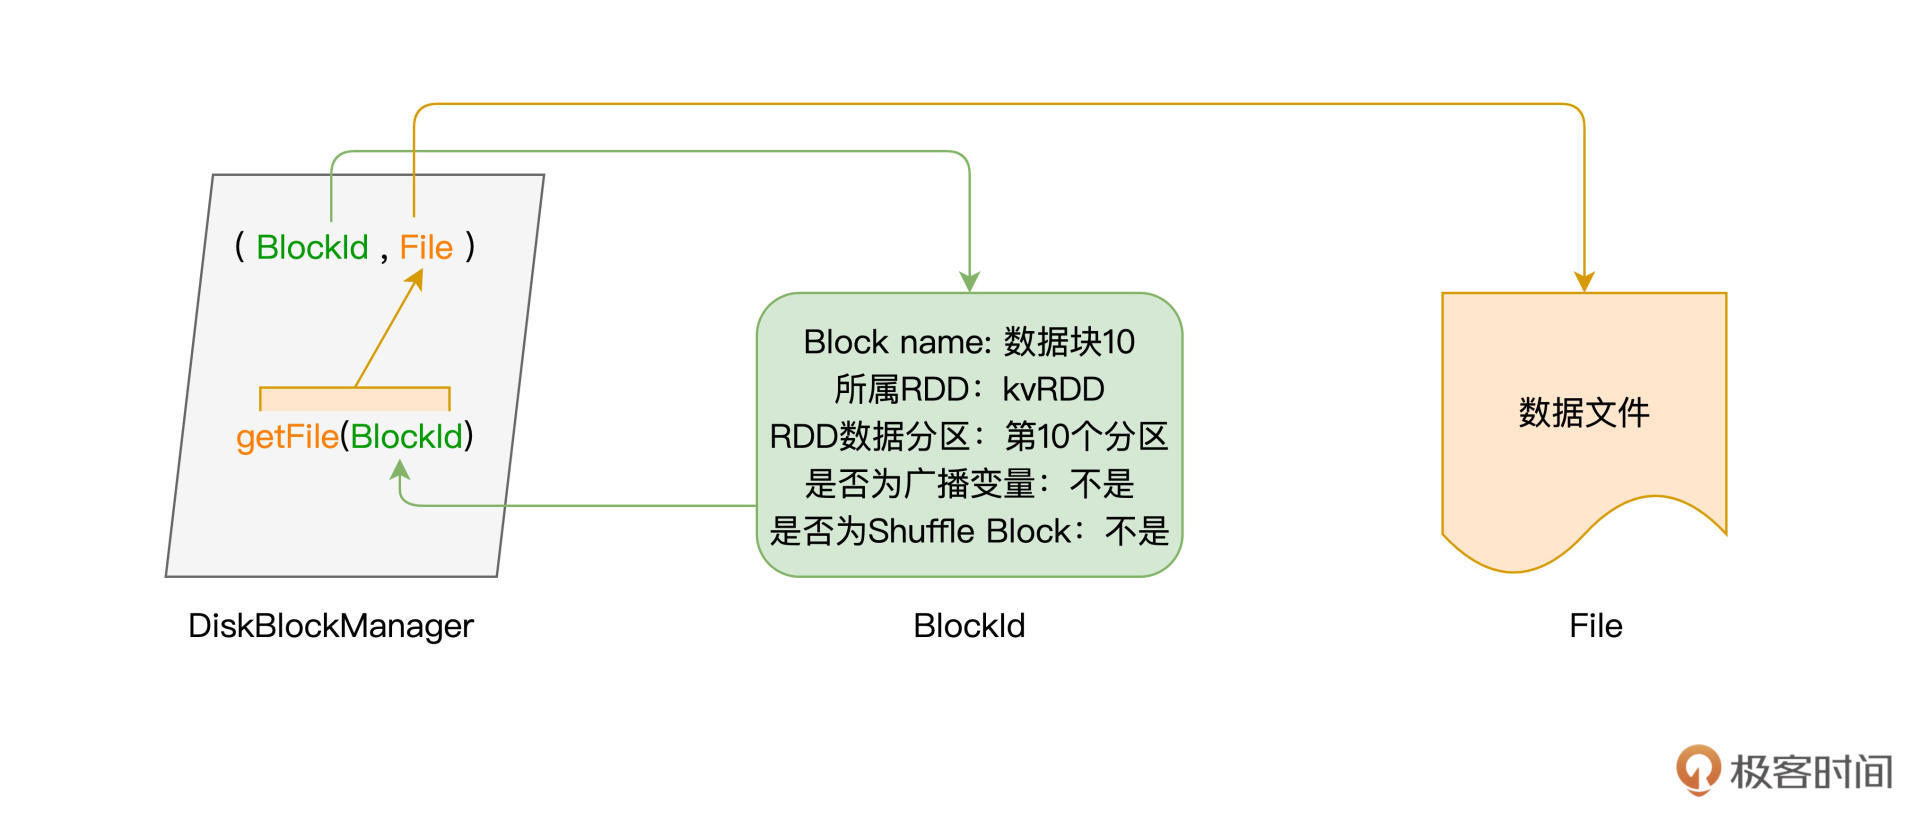 ( BlockId , File )
getFile(BlockId)
DiskBlockManager
Block name: 数据块10
所属RDD：kvRDD
RDD数据分区：第10个分区
是否为广播变量：不是
是否为Shuffle Block：不是
BlockId
数据文件
File
极客时间